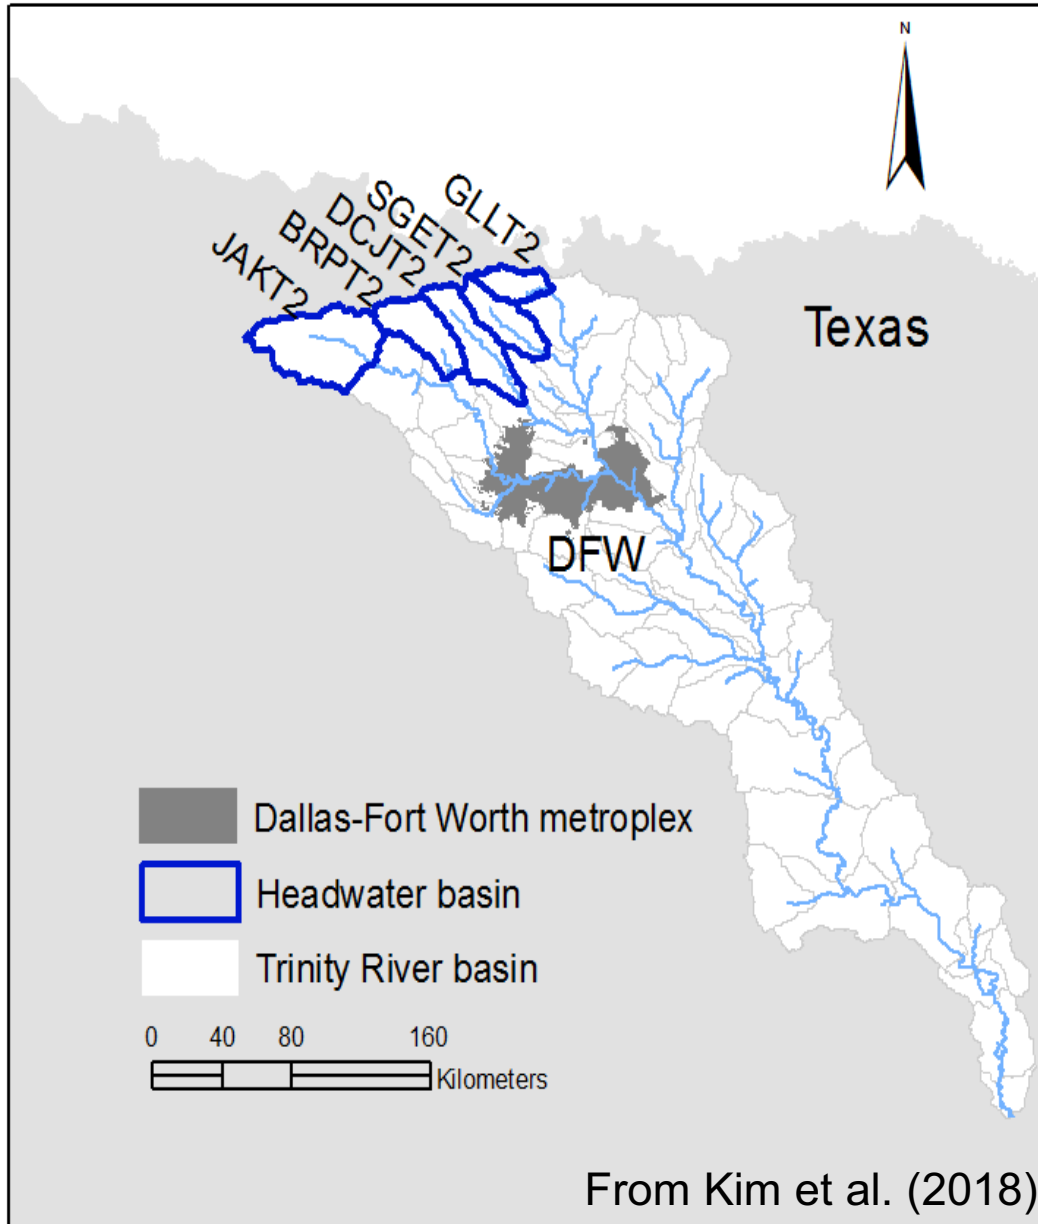 N
GLLT2
SGET2
DCJT2
BRPT2
JAKT2
Texas
DFW
Dallas-Fort Worth metroplex
Headwater basin
Trinity River basin
0 40 80 160
Kilometers
From Kim et al. (2018)